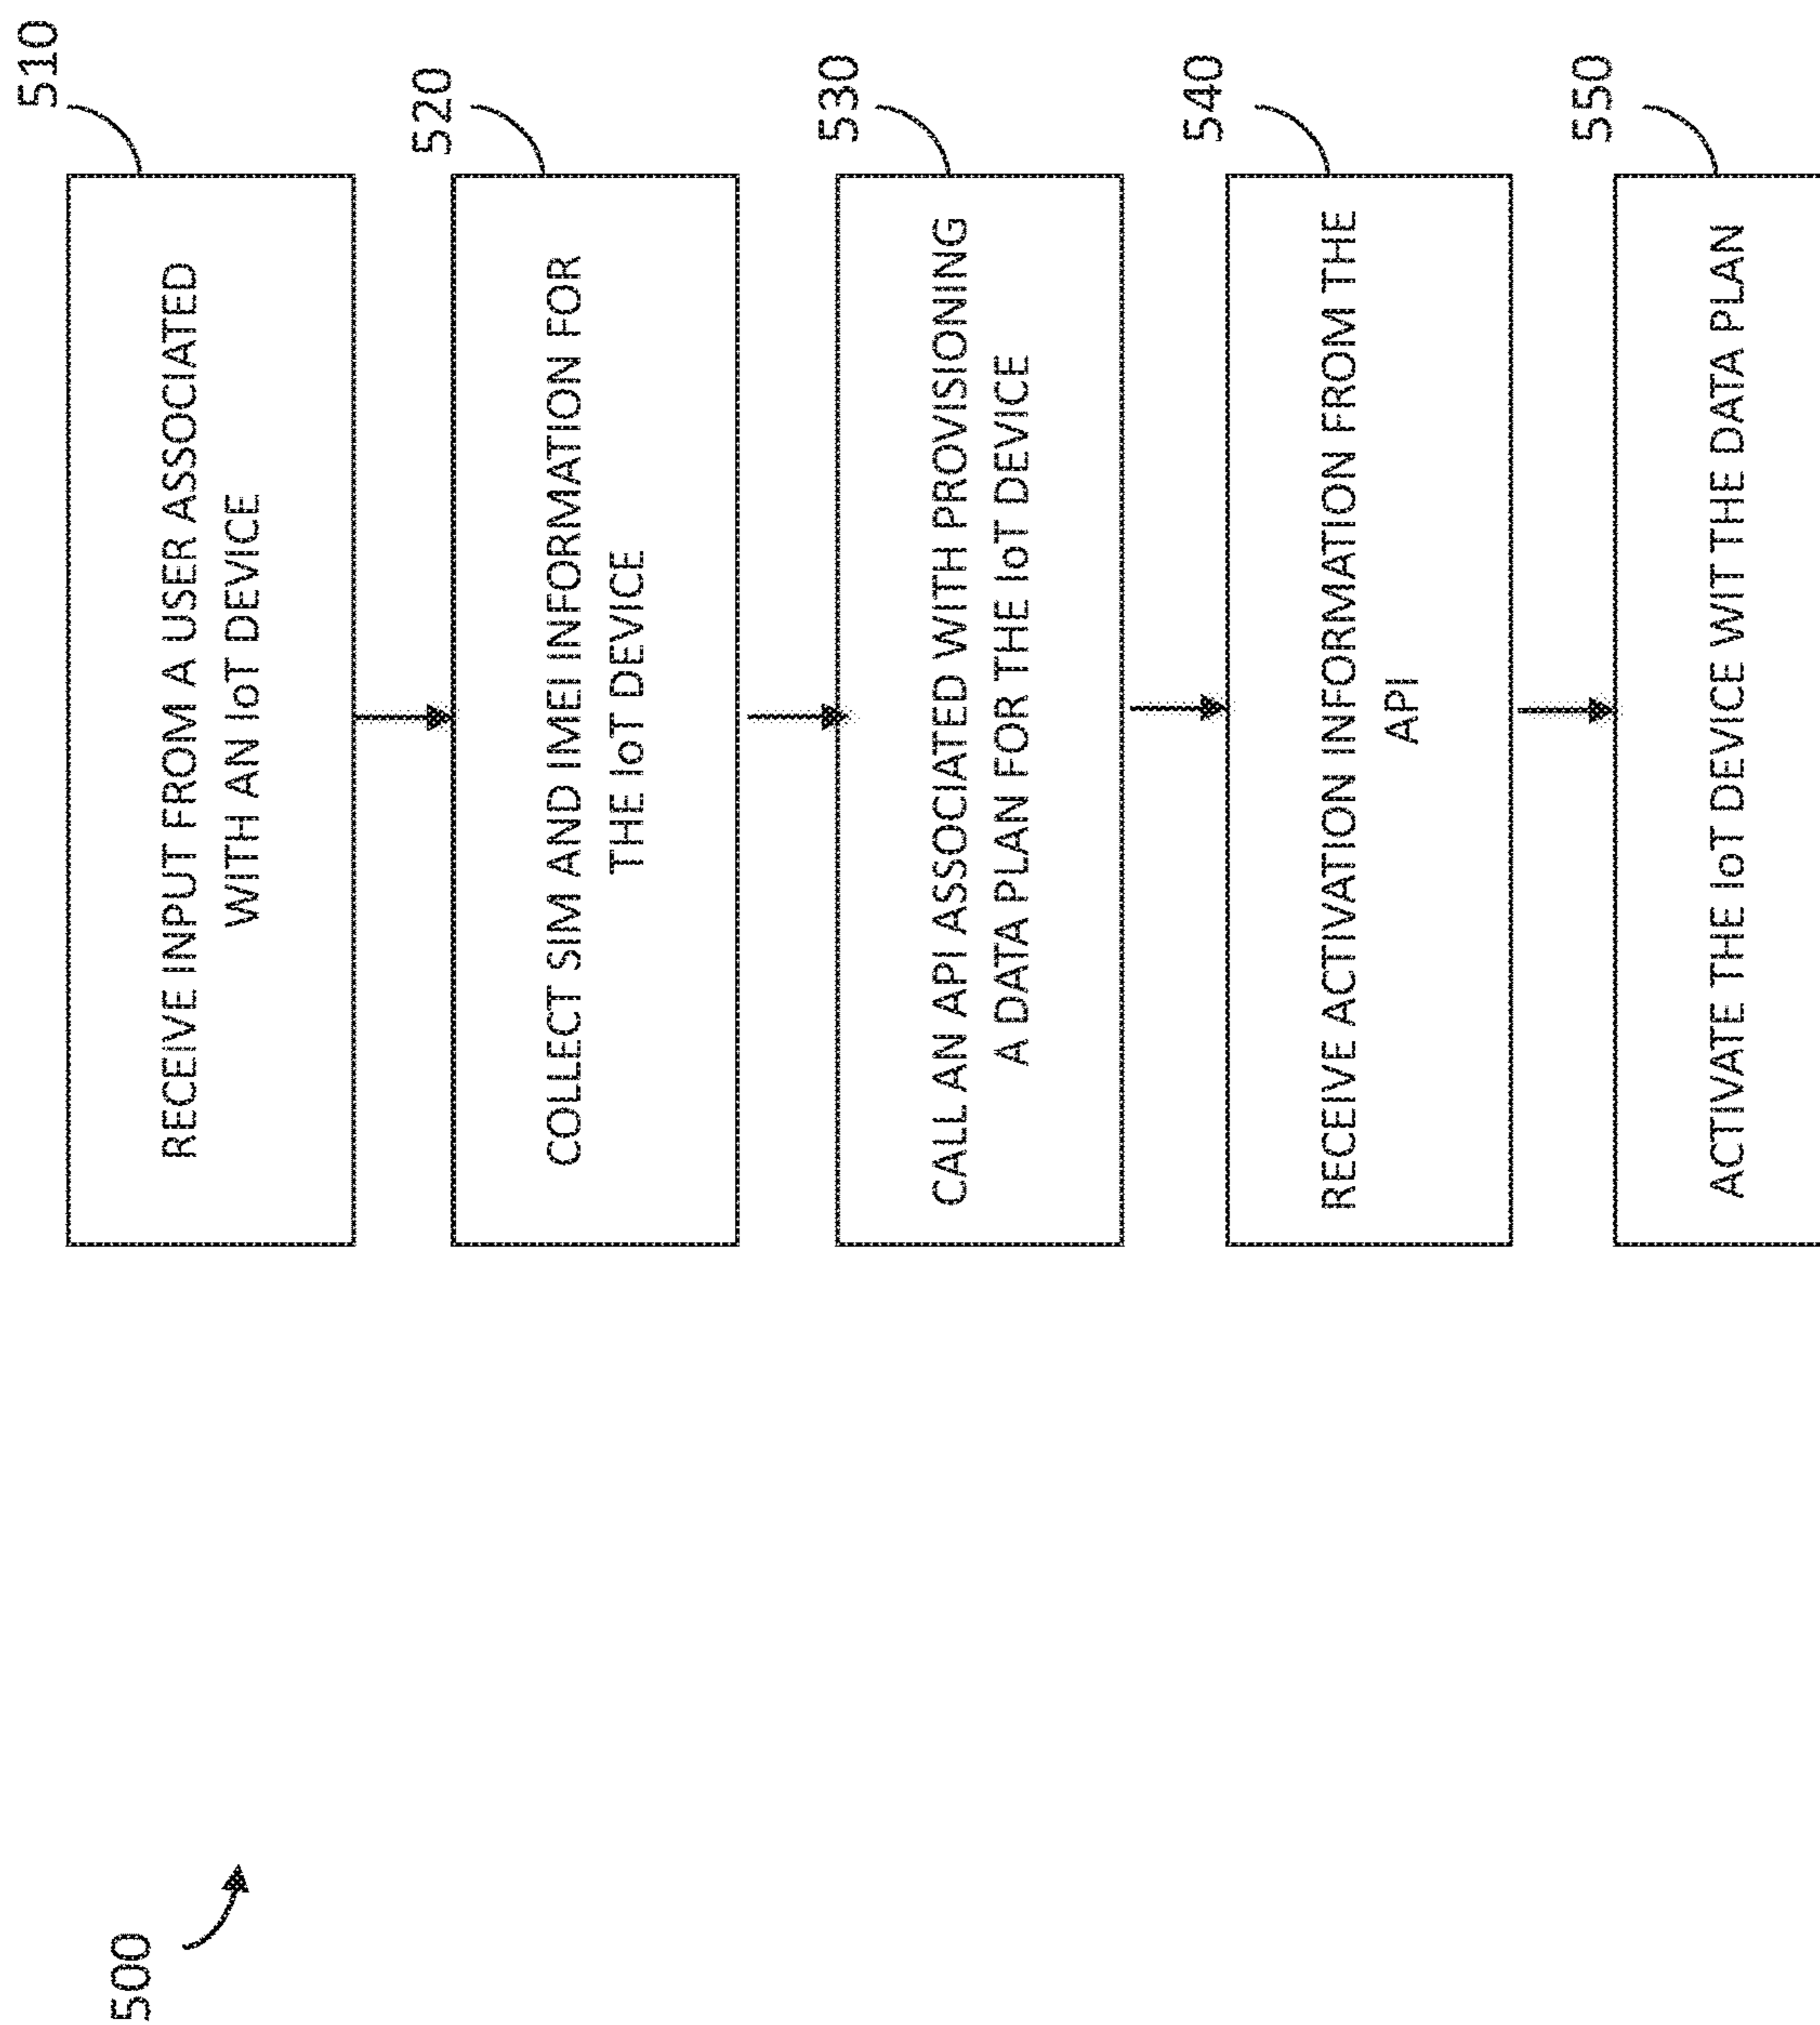 500
510
RECEIVE INPUT FROM A USER ASSOCIATED
WITH AN IoT DEVICE
520
COLLECT SIM AND IMEI INFORMATION FOR
THE IoT DEVICE
530
CALL AN API ASSOCIATED WITH PROVISIONING
A DATA PLAN FOR THE IoT DEVICE
540
RECEIVE ACTIVATION INFORMATION FROM THE
API
550
ACTIVATE THE IoT DEVICE WIT THE DATA PLAN